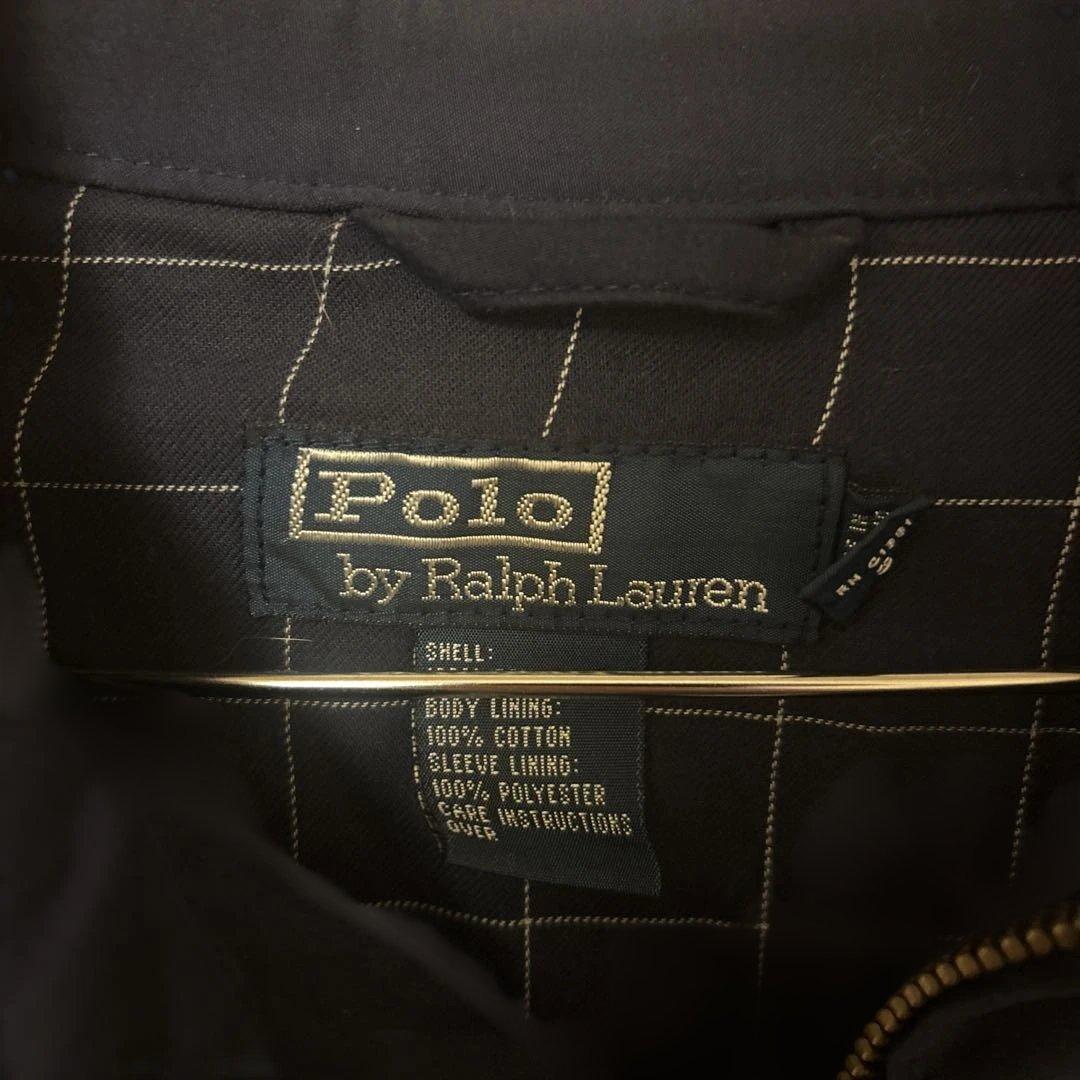 Polo
by Ralph Lauren
SHELL:
BODY LINING:
100% COTTON
SLEEVE LINING:
100% POLYESTER
CARE INSTRUCTIONS
OVER